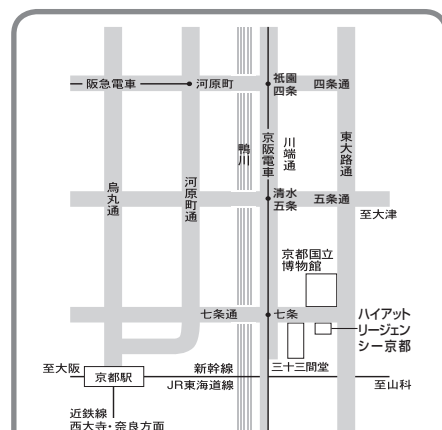 阪急電車
河原町
祇園
四条
四条通
烏丸通
河原町通
鴨川
京阪電車
川端通
東大路通
清水
五条
五条通
至大津
京都国立
博物館
七条通
七条
ハイアット
リージェン
シー京都
三十三間堂
至大阪
京都駅
新幹線
JR東海道線
至山科
近鉄線
西大寺・奈良方面